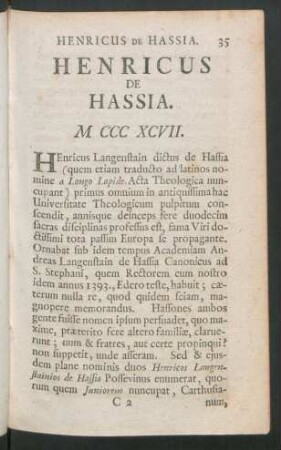 HENRICUS DE HASSIA. 35
HENRICUS
DE
HASSIA.
M CCC XCVII.
HEnricus Langenstain dictus de Hassia
(quem etiam traducto ad latinos no-
mine a Longo Lapide. Acta Theologica nun-
cupant) primus omnium in antiquissima hac
Universitate Theologicum pulpitum con-
scendit, annisque deinceps fere duodecim
sacras disciplinas professus est, fama Viri do-
ctissimi tota passim Europa se propagante.
Ornabat sub idem tempus Academiam An-
dreas Langenstain de Hassia Canonicus ad
S. Stephani, quem Rectorem cum nostro
idem annus 1393., Edero teste, habuit; cæ-
terum nulla re, quod quidem sciam, ma-
gnopere memorandus. Hassones ambos
gente fuisse nomen ipsum persuadet, quo ma-
xime, præterito fere altero familiæ, clarue-
runt; num & fratres, aut certe propinqui?
non suppetit, unde asseram. Sed & ejus-
dem plane nominis duos Henricos Langen-
stainios de Hassia Possevinus enumerat, quo-
rum quem Juniorem nuncupat, Carthusia-
C 2 num,